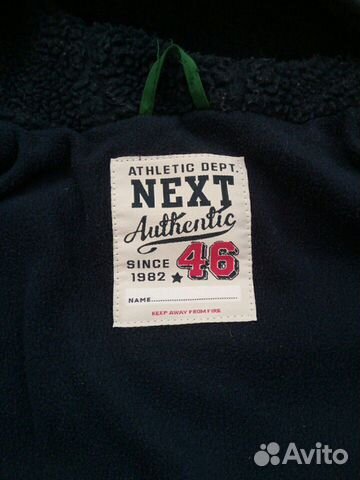 ATHLETIC DEPT.
NEXT
Authentic
SINCE 1982 ★ 46
NAME
KEEP AWAY FROM FIRE
Avito